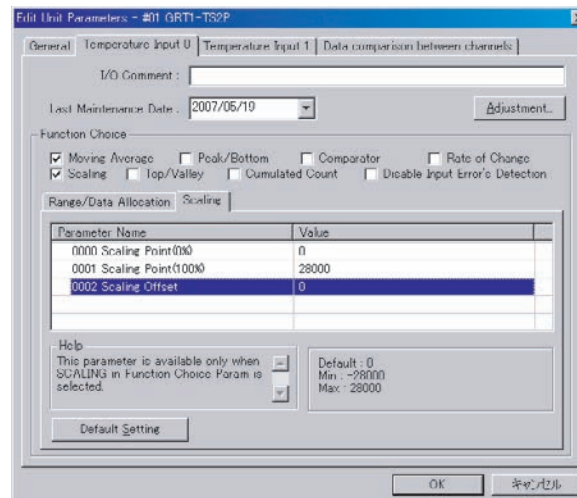 Edit Unit Parameters - #01 GRT1-TS2P
General Temperature Input 0 Temperature Input 1 Data comparison between channels
I/O Comment :
Last Maintenance Date : 2007/05/19 Adjustment...
Function Choice
Moving Average Peak/Bottom Comparator Rate of Change
Scaling Top/Valley Cumulated Count Disable Input Error's Detection
Range/Data Allocation Scaling
Parameter Name Value
0000 Scaling Point(0%) 0
0001 Scaling Point(100%) 28000
0002 Scaling Offset 0
Help
This parameter is available only when
SCALING in Function Choice Param is
selected.
Default : 0
Min : -28000
Max : 28000
Default Setting
OK キャンセル